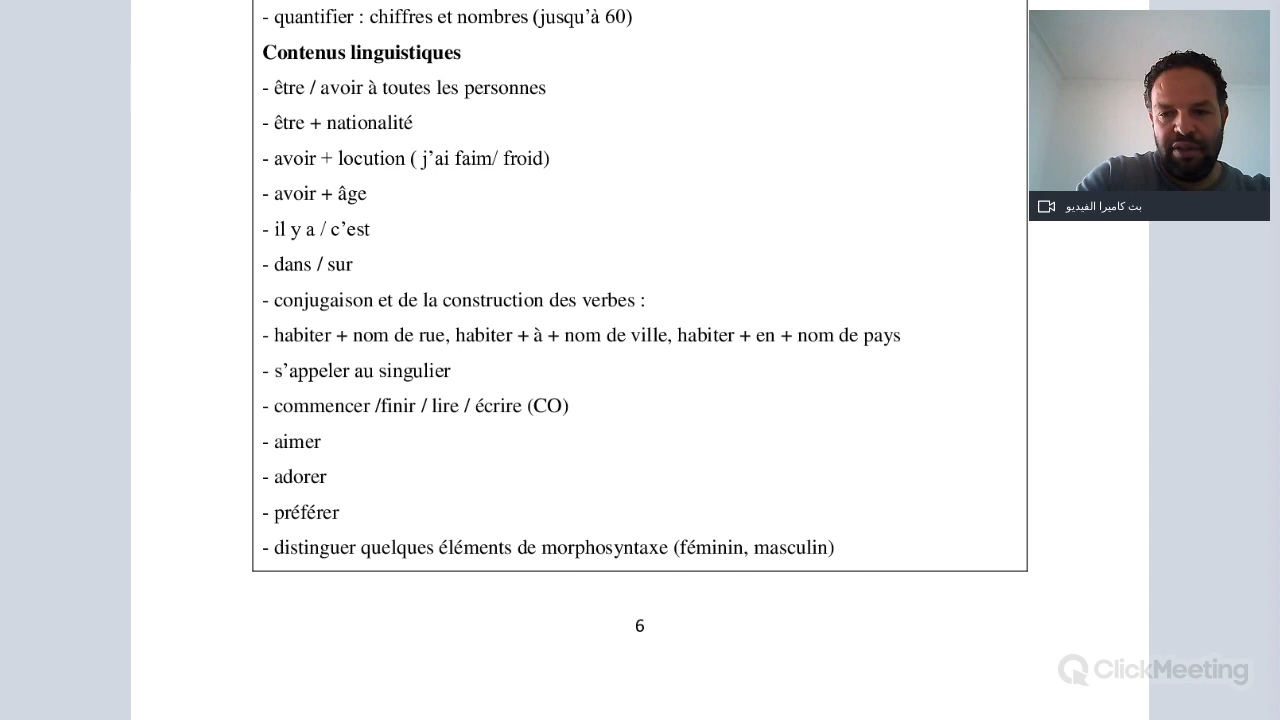 - quantifier : chiffres et nombres (jusqu’à 60)
Contenus linguistiques
- être / avoir à toutes les personnes
- être + nationalité
- avoir + locution ( j’ai faim/ froid)
- avoir + âge
- il y a / c’est
- dans / sur
- conjugaison et de la construction des verbes :
- habiter + nom de rue, habiter + à + nom de ville, habiter + en + nom de pays
- s’appeler au singulier
- commencer /finir / lire / écrire (CO)
- aimer
- adorer
- préférer
- distinguer quelques éléments de morphosyntaxe (féminin, masculin)
6
بث كاميرا الفيديو
ClickMeeting